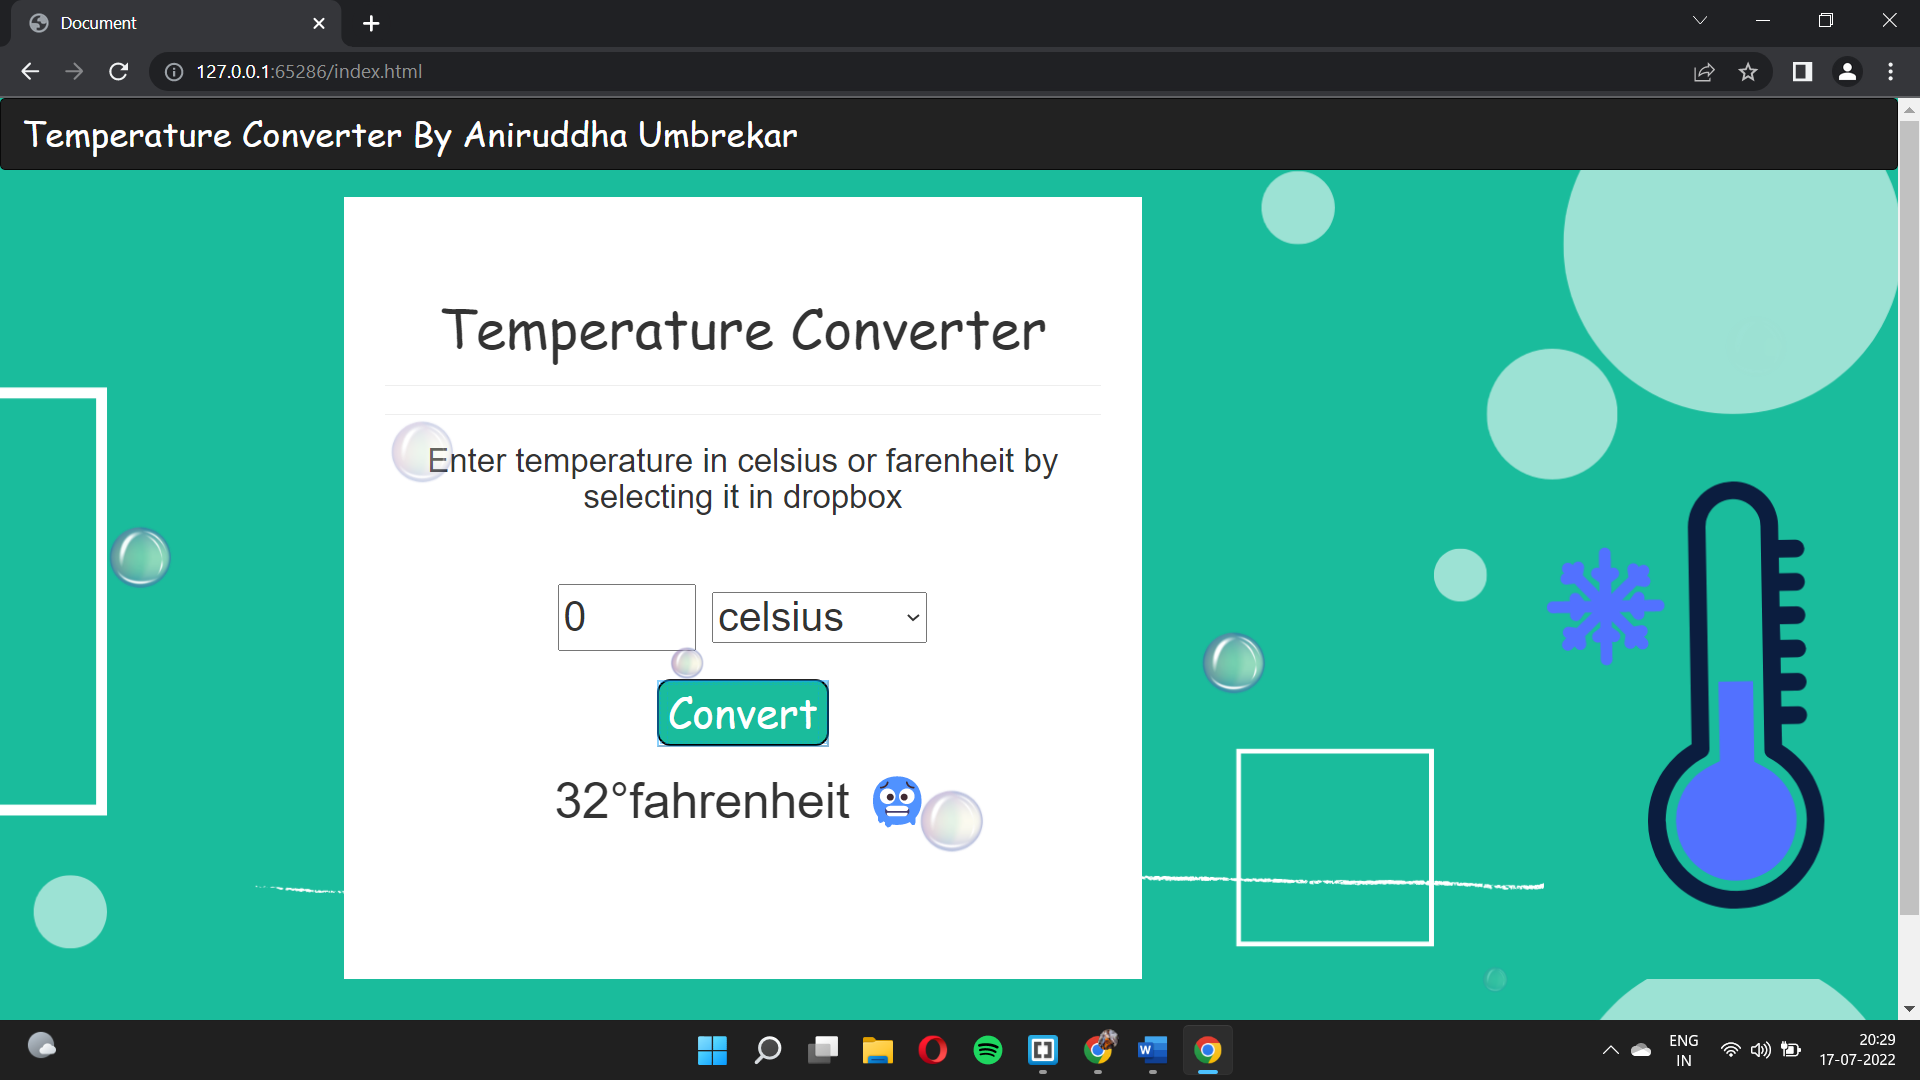 Document
127.0.0.1:65286/index.html
Temperature Converter By Aniruddha Umbrekar
Temperature Converter
Enter temperature in celsius or farenheit by
selecting it in dropbox
0 celsius
Convert
32°fahrenheit 🥶
ENG
IN
20:29
17-07-2022